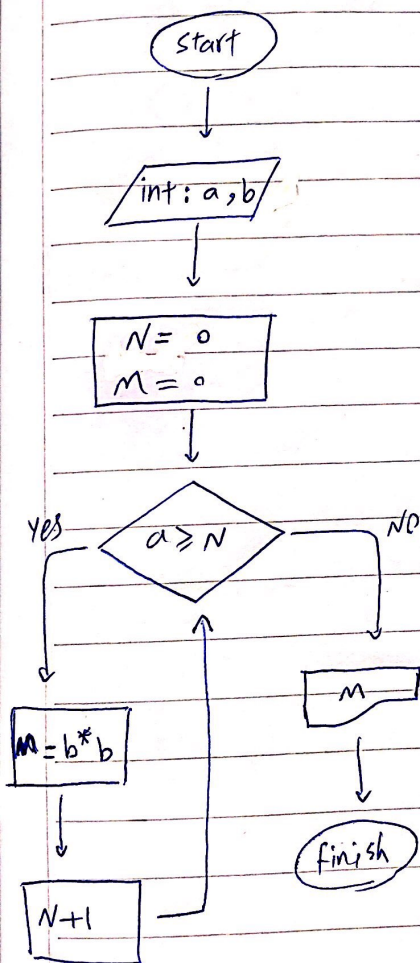 start
int: a, b
N= 0
M= 0
a ≥ N
yes
NO
M = b* b
M
N+1
finish